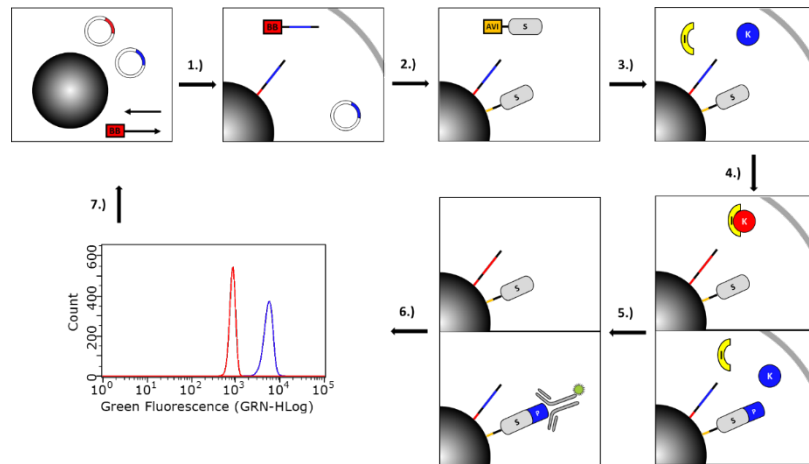 BB
1.)
BB
2.)
AVI S
S
3.)
I K
S
4.)
I K
S
I K
S P
5.)
S
S P
6.)
Count
600
400
200
0
10⁰ 10¹ 10² 10³ 10⁴ 10⁵
Green Fluorescence (GRN-HLog)
7.)